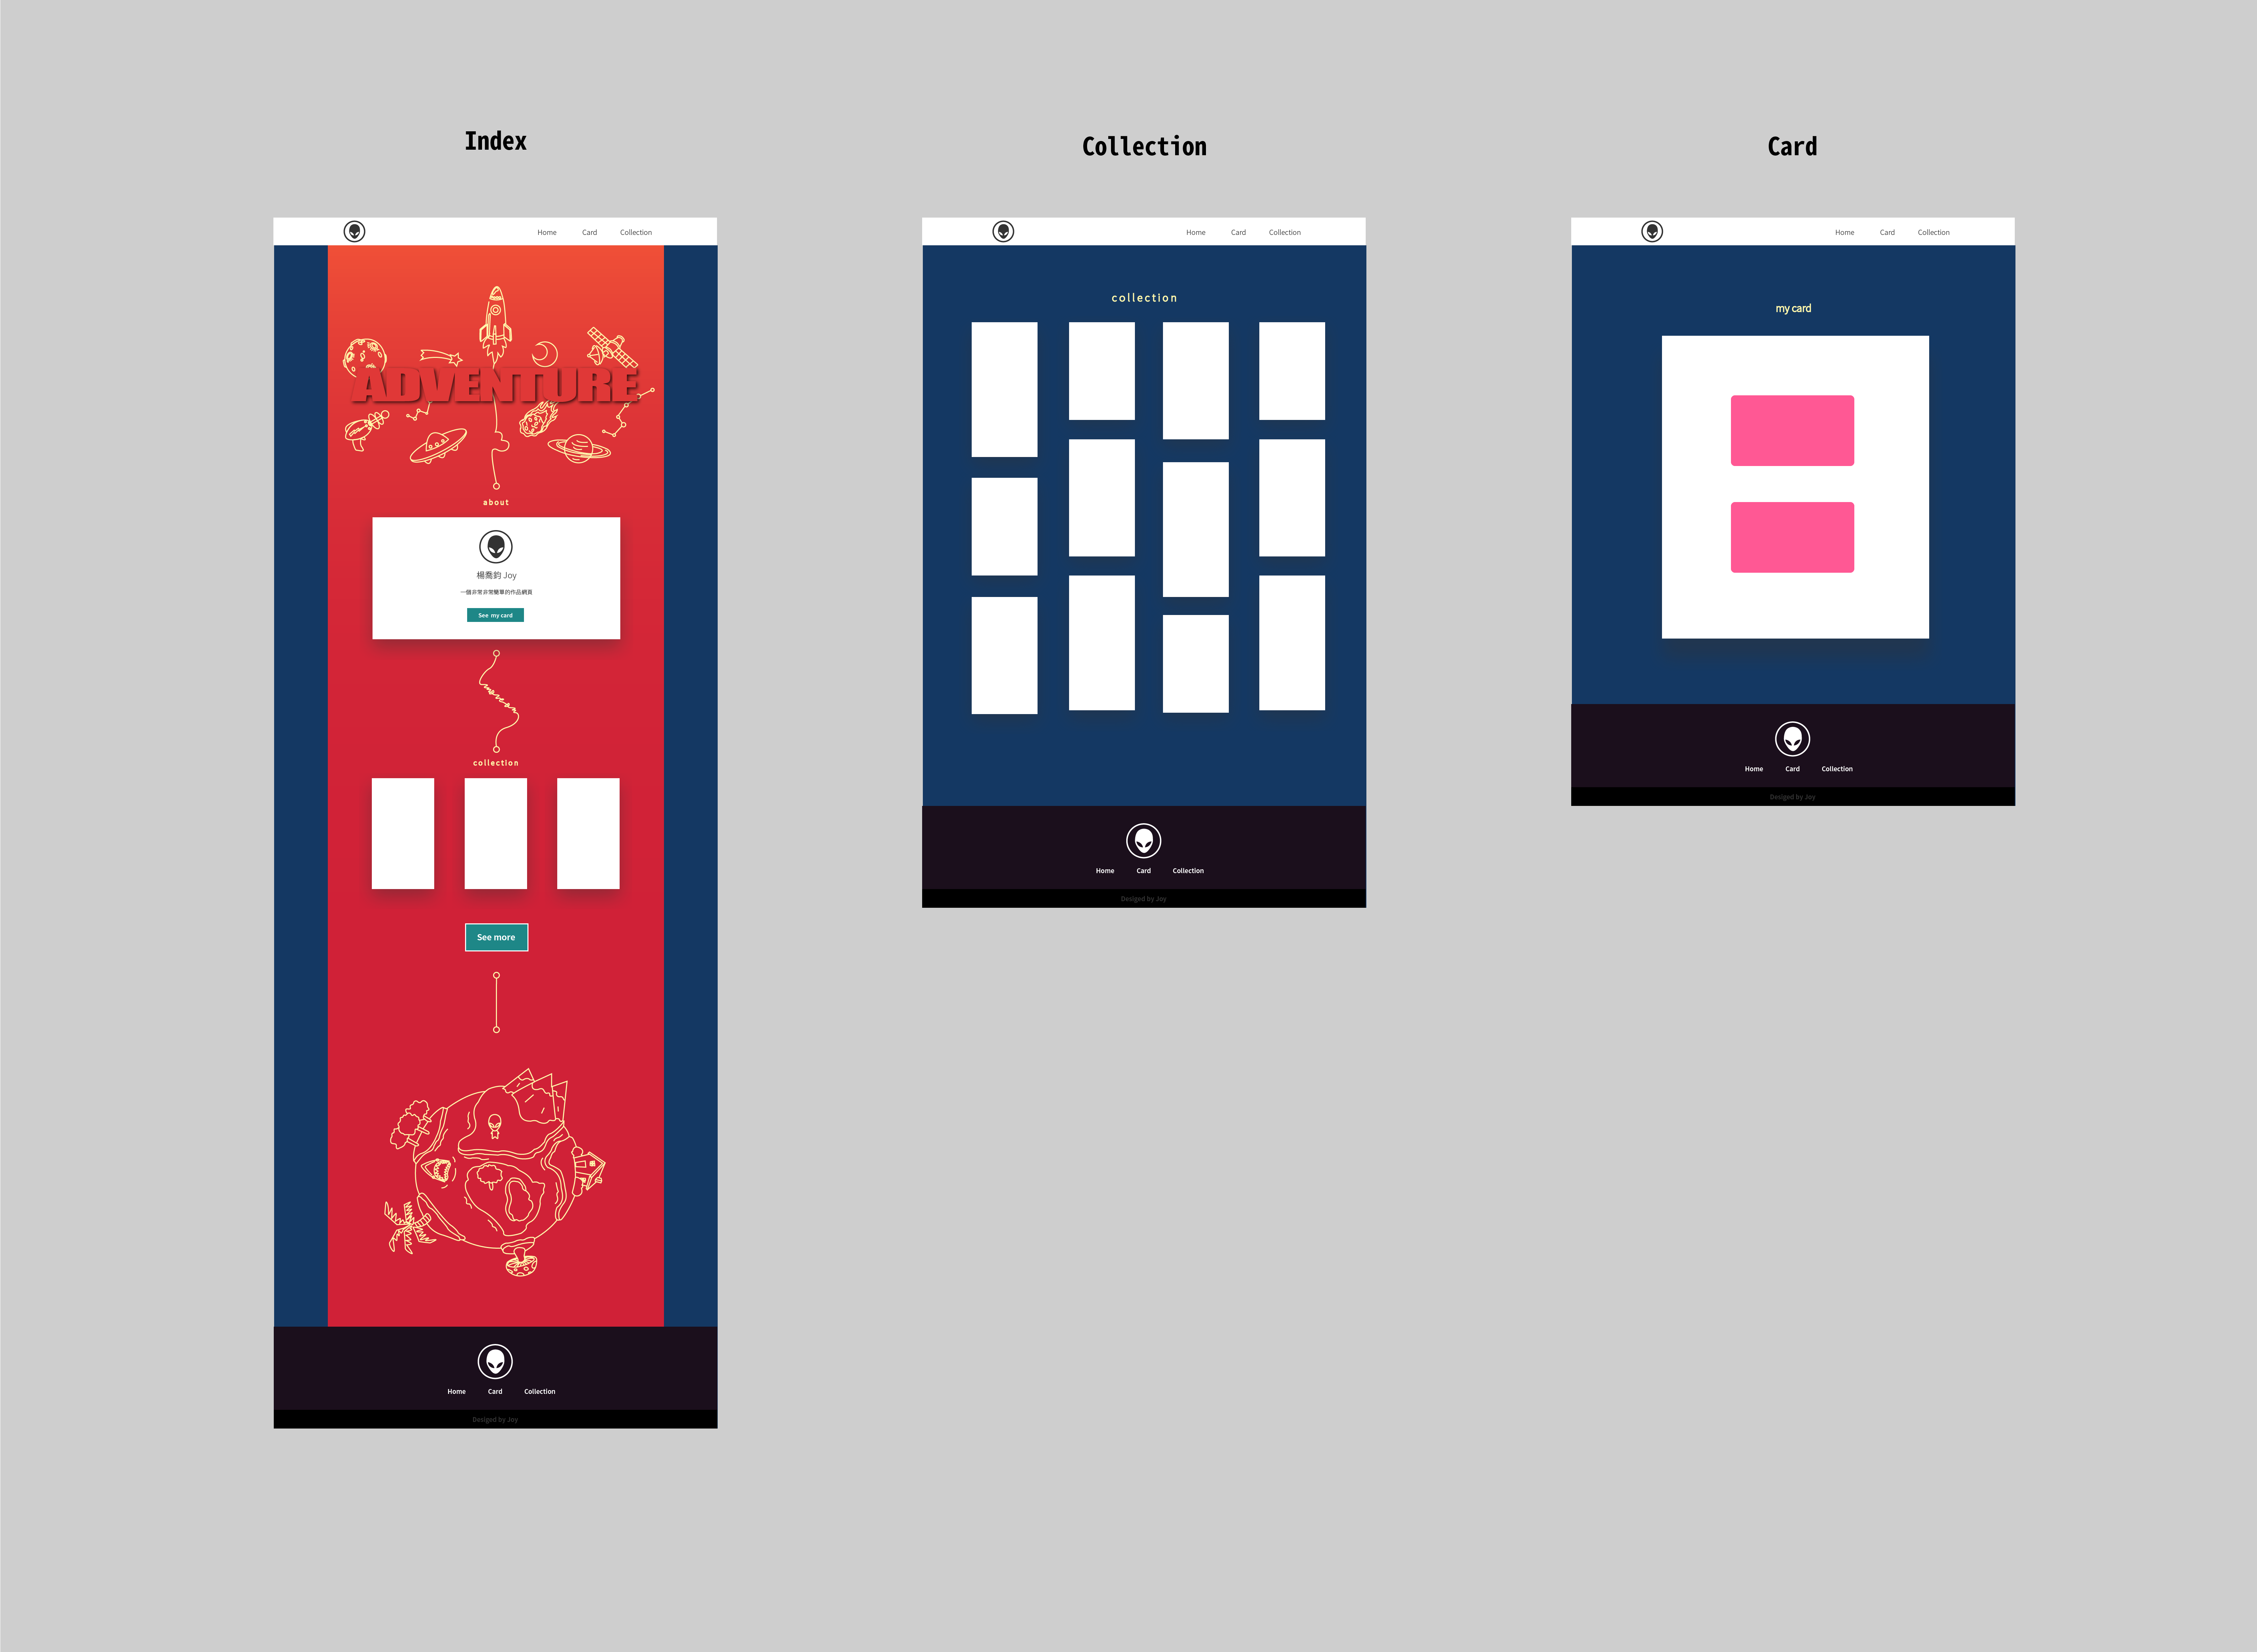 Index
Home Card Collection
ADVENTURE
about
楊喬鈞 Joy
一個非常非常簡單的作品網頁
See my card
collection
See more
Home Card Collection
Desiged by Joy
Collection
Home Card Collection
collection
Home Card Collection
Desiged by Joy
Card
Home Card Collection
my card
Home Card Collection
Desiged by Joy